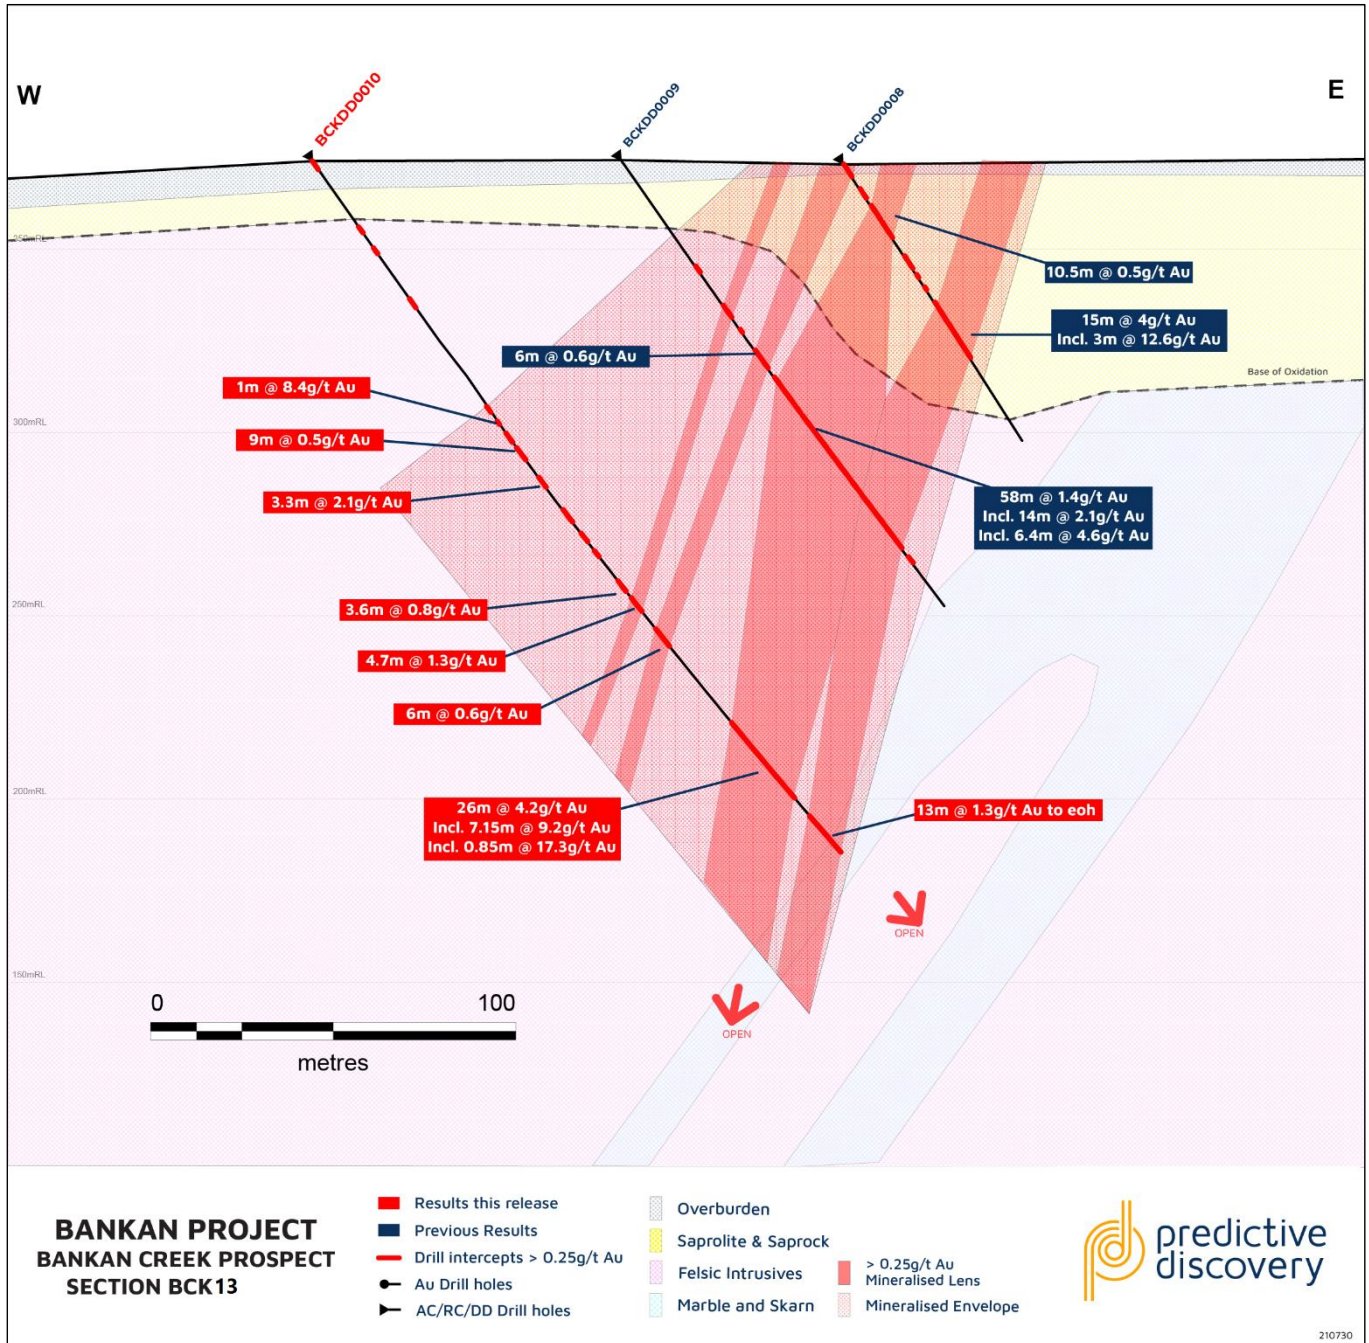 W
E
BCKDD0010
BCKDD0009
BCKDD0008
350mRL
10.5m @ 0.5g/t Au
15m @ 4g/t Au
Incl. 3m @ 12.6g/t Au
6m @ 0.6g/t Au
Base of Oxidation
1m @ 8.4g/t Au
300mRL
9m @ 0.5g/t Au
3.3m @ 2.1g/t Au
58m @ 1.4g/t Au
Incl. 14m @ 2.1g/t Au
Incl. 6.4m @ 4.6g/t Au
250mRL
3.6m @ 0.8g/t Au
4.7m @ 1.3g/t Au
6m @ 0.6g/t Au
200mRL
26m @ 4.2g/t Au
Incl. 7.15m @ 9.2g/t Au
Incl. 0.85m @ 17.3g/t Au
13m @ 1.3g/t Au to eoh
OPEN
150mRL
OPEN
0 100
metres
BANKAN PROJECT
BANKAN CREEK PROSPECT
SECTION BCK13
Results this release
Previous Results
Drill intercepts > 0.25g/t Au
Au Drill holes
AC/RC/DD Drill holes
Overburden
Saprolite & Saprock
Felsic Intrusives
Marble and Skarn
> 0.25g/t Au
Mineralised Lens
Mineralised Envelope
predictive
discovery
210730